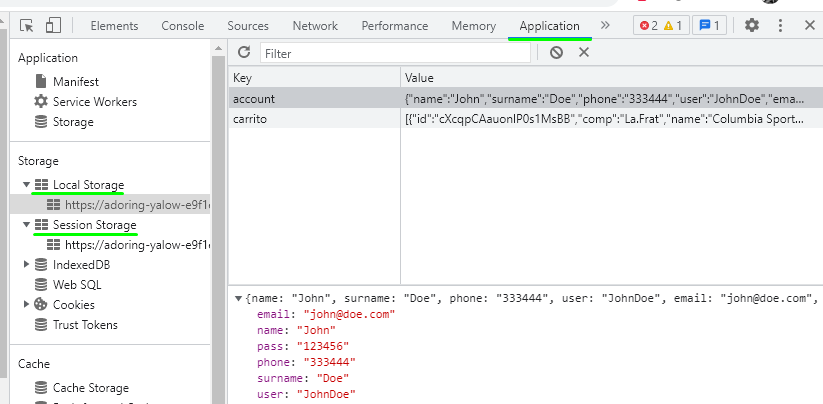 Elements Console Sources Network Performance Memory Application » 2 1 1
Application
Manifest
Service Workers
Storage
Storage
Local Storage
https://adoring-yalow-e9f1
Session Storage
https://adoring-yalow-e9f1
IndexedDB
Web SQL
Cookies
Trust Tokens
Cache
Cache Storage
Filter
Key Value
account {"name":"John","surname":"Doe","phone":"333444","user":"JohnDoe","ema...
carrito [{"id":"cXcqpCAauonIP0s1MsBB","comp":"La.Frat","name":"Columbia Sport...
{name: "John", surname: "Doe", phone: "333444", user: "JohnDoe", email: "john@doe.com",
email: "john@doe.com"
name: "John"
pass: "123456"
phone: "333444"
surname: "Doe"
user: "JohnDoe"